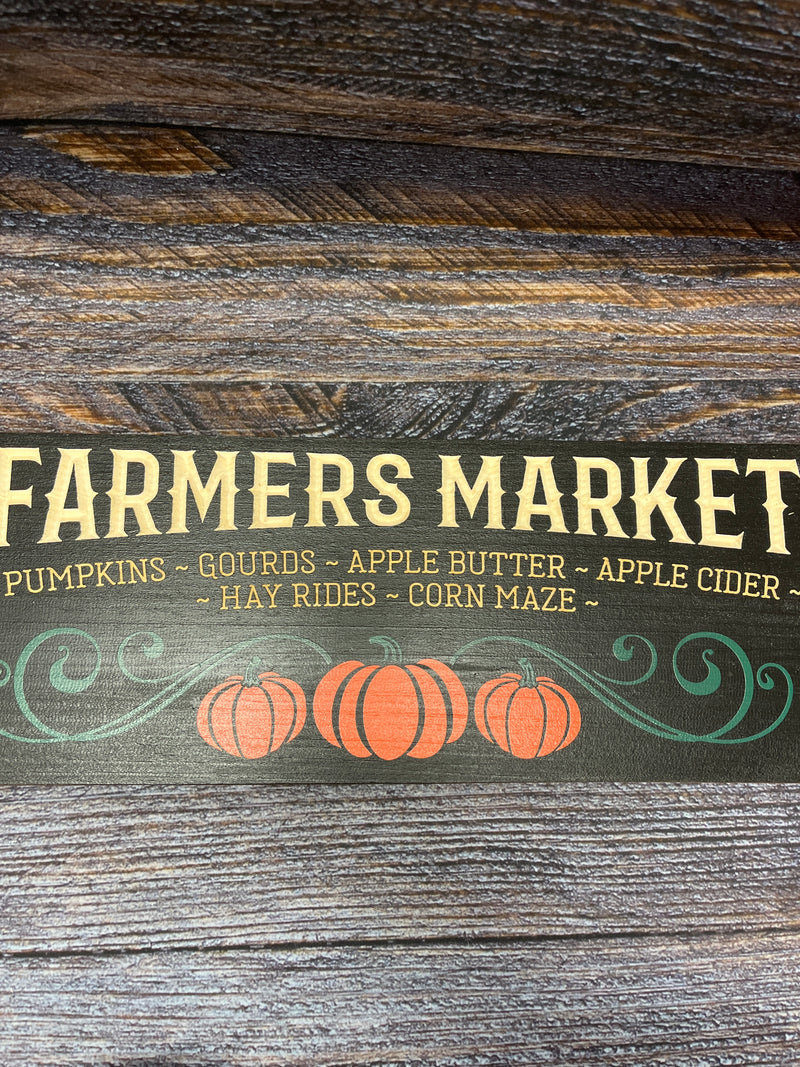 FARMERS MARKET
PUMPKINS ~ GOURDS ~ APPLE BUTTER ~ APPLE CIDER ~
~ HAY RIDES ~ CORN MAZE ~